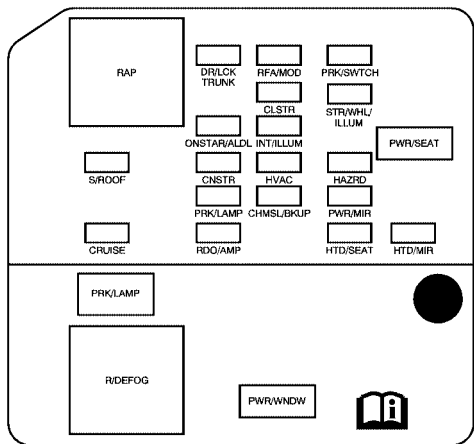 RAP
DR/LCK
TRUNK
RFA/MOD
PRK/SWTCH
CLSTR
STR/WHL/
ILLUM
ONSTAR/ALDL
INT/ILLUM
PWR/SEAT
S/ROOF
CNSTR
HVAC
HAZRD
PRK/LAMP
CHMSL/BKUP
PWR/MIR
CRUISE
RDO/AMP
HTD/SEAT
HTD/MIR
PRK/LAMP
R/DEFOG
PWR/WNDW
i